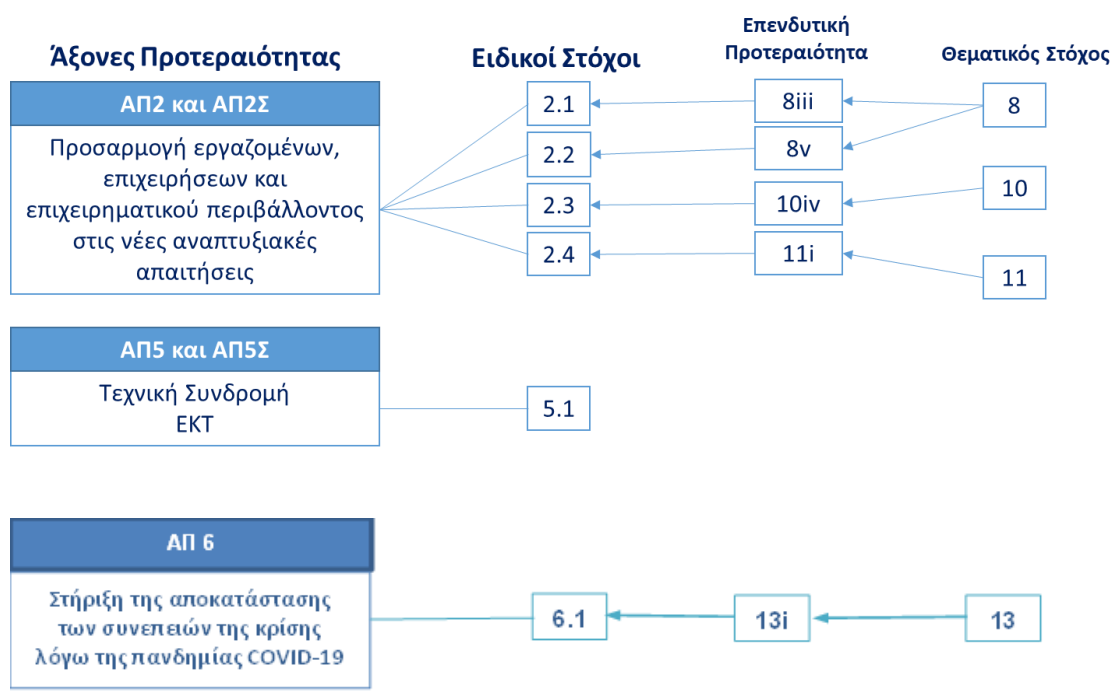 Άξονες Προτεραιότητας
Ειδικοί Στόχοι
Επενδυτική
Προτεραιότητα
Θεματικός Στόχος
ΑΠ2 και ΑΠ2Σ
Προσαρμογή εργαζομένων,
επιχειρήσεων και
επιχειρηματικού περιβάλλοντος
στις νέες αναπτυξιακές
απαιτήσεις
2.1
8iii
8
2.2
8v
2.3
10iv
10
2.4
11i
11
ΑΠ5 και ΑΠ5Σ
Τεχνική Συνδρομή
ΕΚΤ
5.1
ΑΠ 6
Στήριξη της αποκατάστασης
των συνεπειών της κρίσης
λόγω της πανδημίας COVID-19
6.1
13i
13